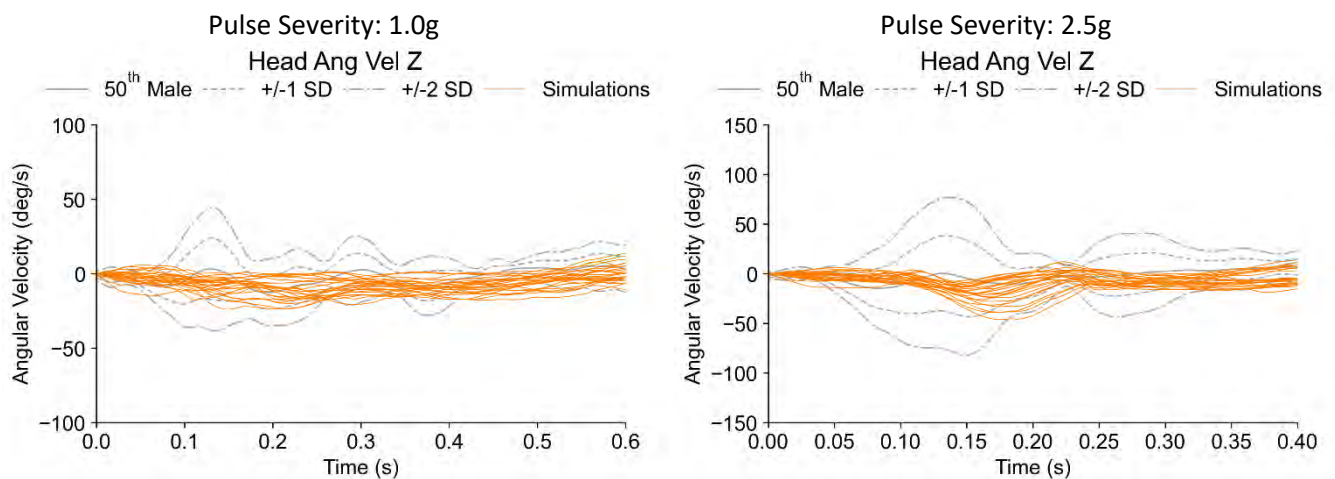 Pulse Severity: 1.0g
Head Ang Vel Z
50th Male +/-1 SD +/-2 SD Simulations
100
50
0
−50
−100
Angular Velocity (deg/s)
0.0 0.1 0.2 0.3 0.4 0.5 0.6
Time (s)
Pulse Severity: 2.5g
Head Ang Vel Z
50th Male +/-1 SD +/-2 SD Simulations
150
100
50
0
−50
−100
−150
Angular Velocity (deg/s)
0.00 0.05 0.10 0.15 0.20 0.25 0.30 0.35 0.40
Time (s)